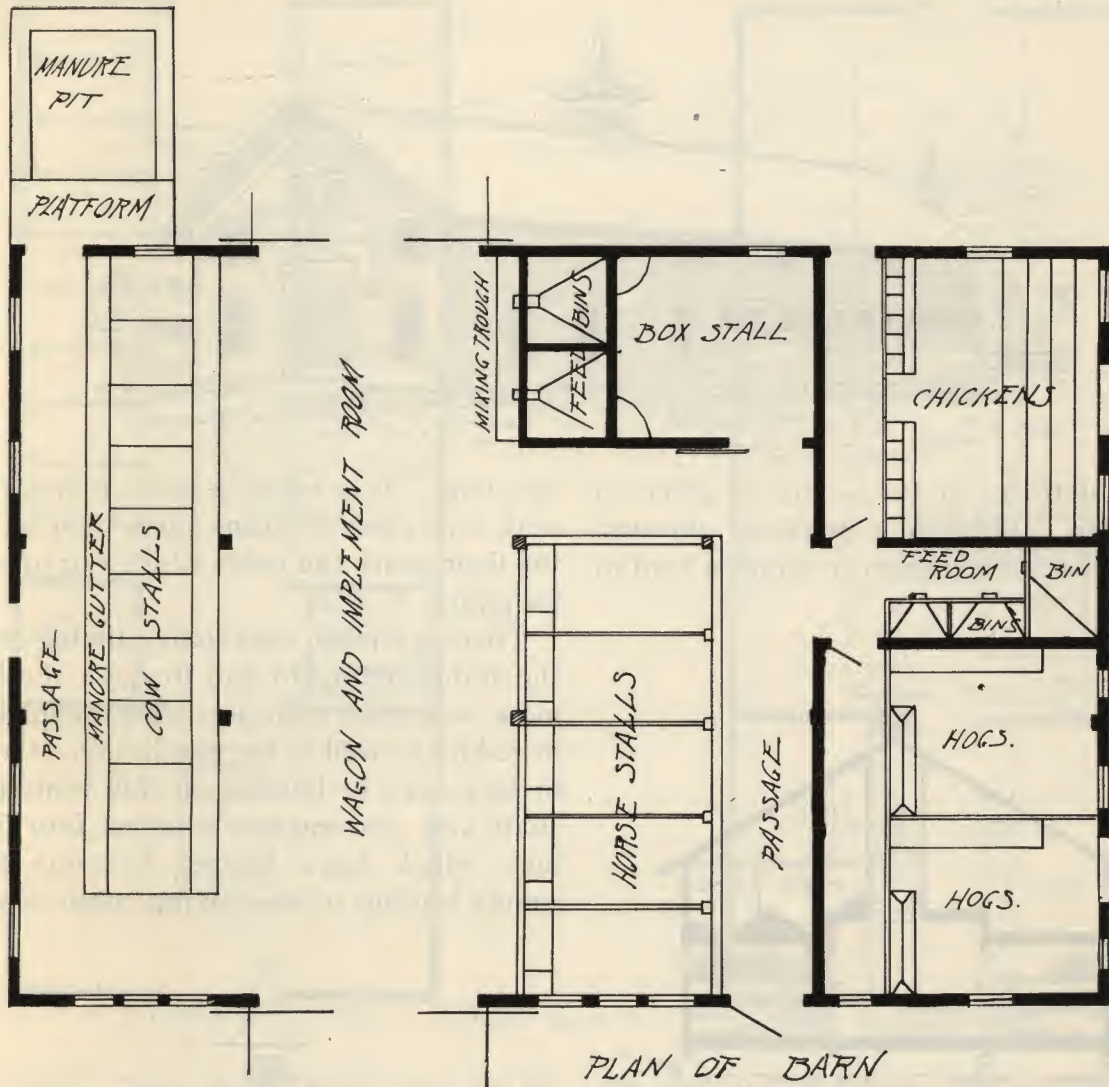 MANURE
PIT
PLATFORM
PASSAGE
MANURE GUTTER
COW STALLS
WAGON AND IMPLEMENT ROOM
MIXING TROUGH
FEED BINS
BOX STALL
CHICKENS
FEED
ROOM
BIN
BINS
HORSE STALLS
PASSAGE
HOGS.
HOGS.
PLAN OF BARN